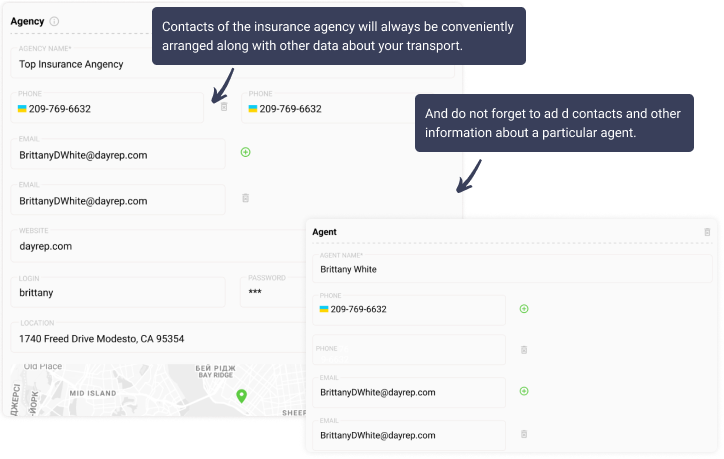 Agency
Contacts of the insurance agency will always be conveniently
arranged along with other data about your transport.
AGENCY NAME*
Top Insurance Angency
PHONE
209-769-6632
PHONE
209-769-6632
And do not forget to ad d contacts and other
information about a particular agent.
EMAIL
BrittanyDWhite@dayrep.com
EMAIL
BrittanyDWhite@dayrep.com
WEBSITE
dayrep.com
LOGIN
brittany
PASSWORD
***
LOCATION
1740 Freed Drive Modesto, CA 95354
Old Place
БЕЙ РІДЖ
BAY RIDGE
MID ISLAND
ДЖЕРСІ
-ЙОРК
SHEEP
Agent
AGENT NAME*
Brittany White
PHONE
209-769-6632
PHONE
EMAIL
BrittanyDWhite@dayrep.com
EMAIL
BrittanyDWhite@dayrep.com